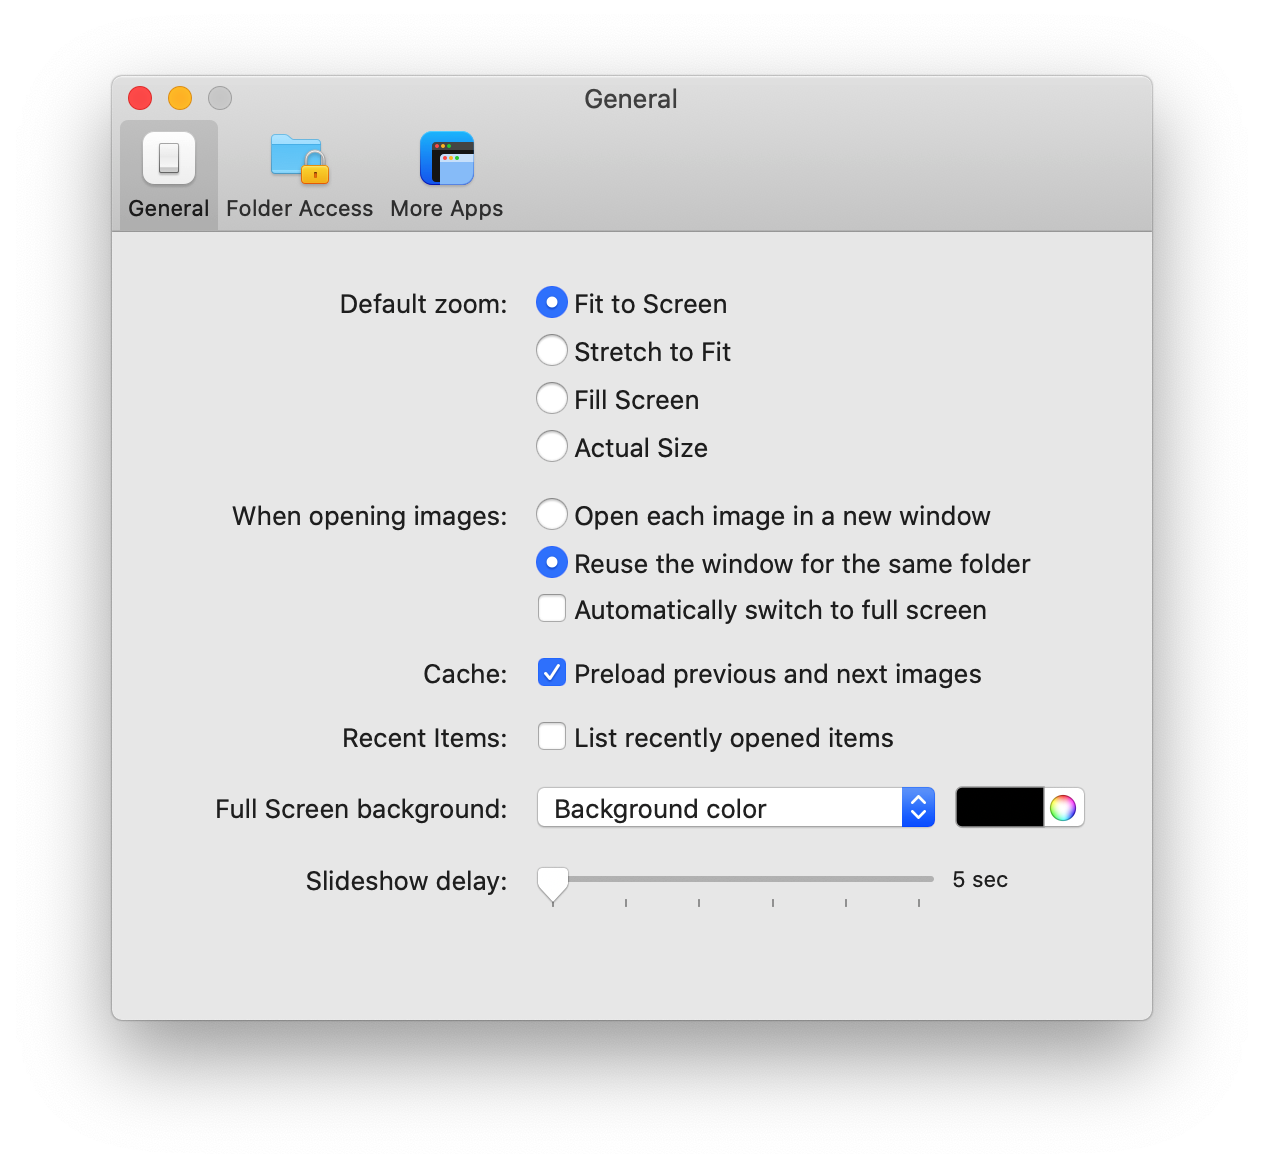 General
General Folder Access More Apps
Default zoom: Fit to Screen
Stretch to Fit
Fill Screen
Actual Size
When opening images: Open each image in a new window
Reuse the window for the same folder
Automatically switch to full screen
Cache: Preload previous and next images
Recent Items: List recently opened items
Full Screen background: Background color
Slideshow delay: 5 sec